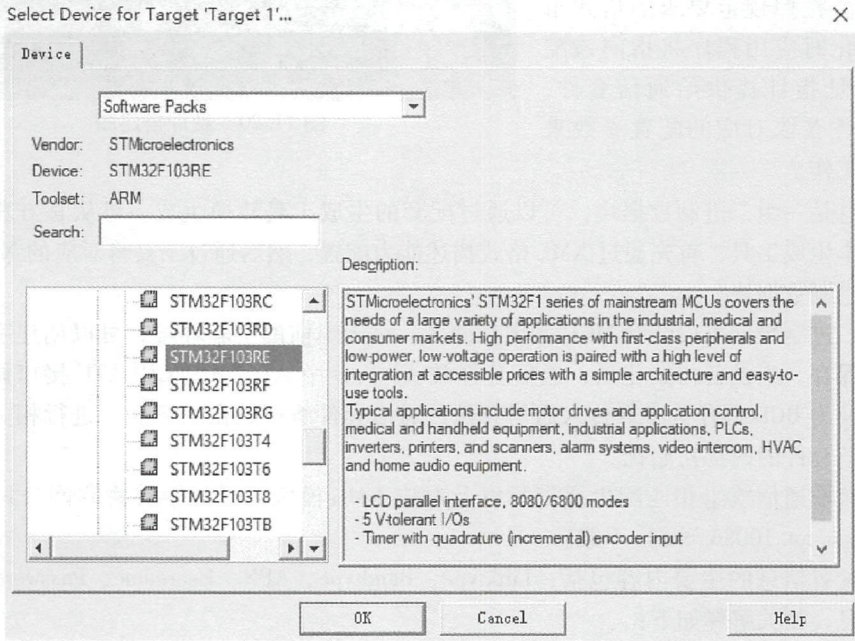 Select Device for Target 'Target 1'...
Device
Software Packs
Vendor: STMicroelectronics
Device: STM32F103RE
Toolset: ARM
Search:
Description:
STM32F103RC
STM32F103RD
STM32F103RE
STM32F103RF
STM32F103RG
STM32F103T4
STM32F103T6
STM32F103T8
STM32F103TB
STMicroelectronics' STM32F1 series of mainstream MCUs covers the
needs of a large variety of applications in the industrial, medical and
consumer markets. High performance with first-class peripherals and
low-power, low-voltage operation is paired with a high level of
integration at accessible prices with a simple architecture and easy-to-
use tools.
Typical applications include motor drives and application control,
medical and handheld equipment, industrial applications, PLCs,
inverters, printers, and scanners, alarm systems, video intercom, HVAC
and home audio equipment.
- LCD parallel interface, 8080/6800 modes
- 5 V-tolerant I/Os
- Timer with quadrature (incremental) encoder input
OK
Cancel
Help